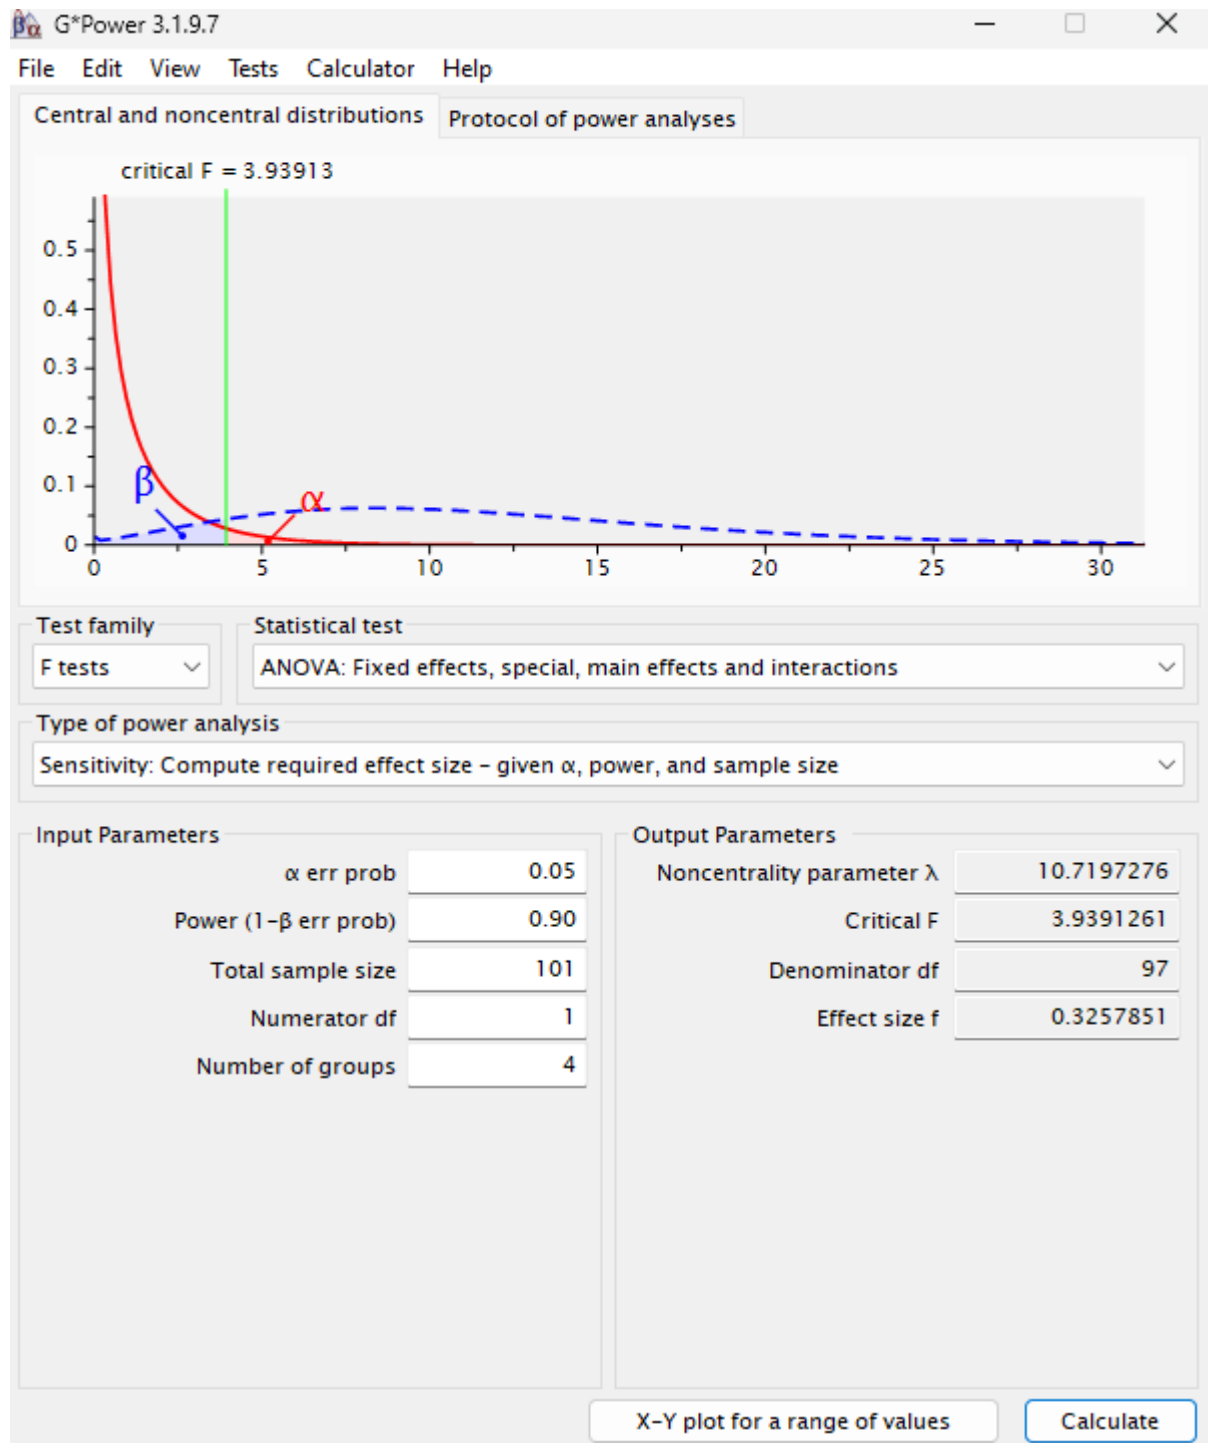 G*Power 3.1.9.7
File Edit View Tests Calculator Help
Central and noncentral distributions Protocol of power analyses
critical F = 3.93913
0.5
0.4
0.3
0.2
0.1
0
β
α
0 5 10 15 20 25 30
Test family Statistical test
F tests ANOVA: Fixed effects, special, main effects and interactions
Type of power analysis
Sensitivity: Compute required effect size – given α, power, and sample size
Input Parameters Output Parameters
α err prob 0.05 Noncentrality parameter λ 10.7197276
Power (1–β err prob) 0.90 Critical F 3.9391261
Total sample size 101 Denominator df 97
Numerator df 1 Effect size f 0.3257851
Number of groups 4
X–Y plot for a range of values Calculate